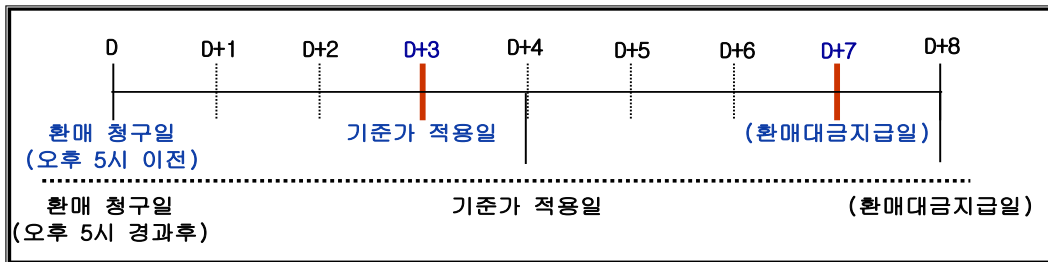 D D+1 D+2 D+3 D+4 D+5 D+6 D+7 D+8
환매 청구일 기준가 적용일 (환매대금지급일)
(오후 5시 이전)
환매 청구일 기준가 적용일 (환매대금지급일)
(오후 5시 경과후)